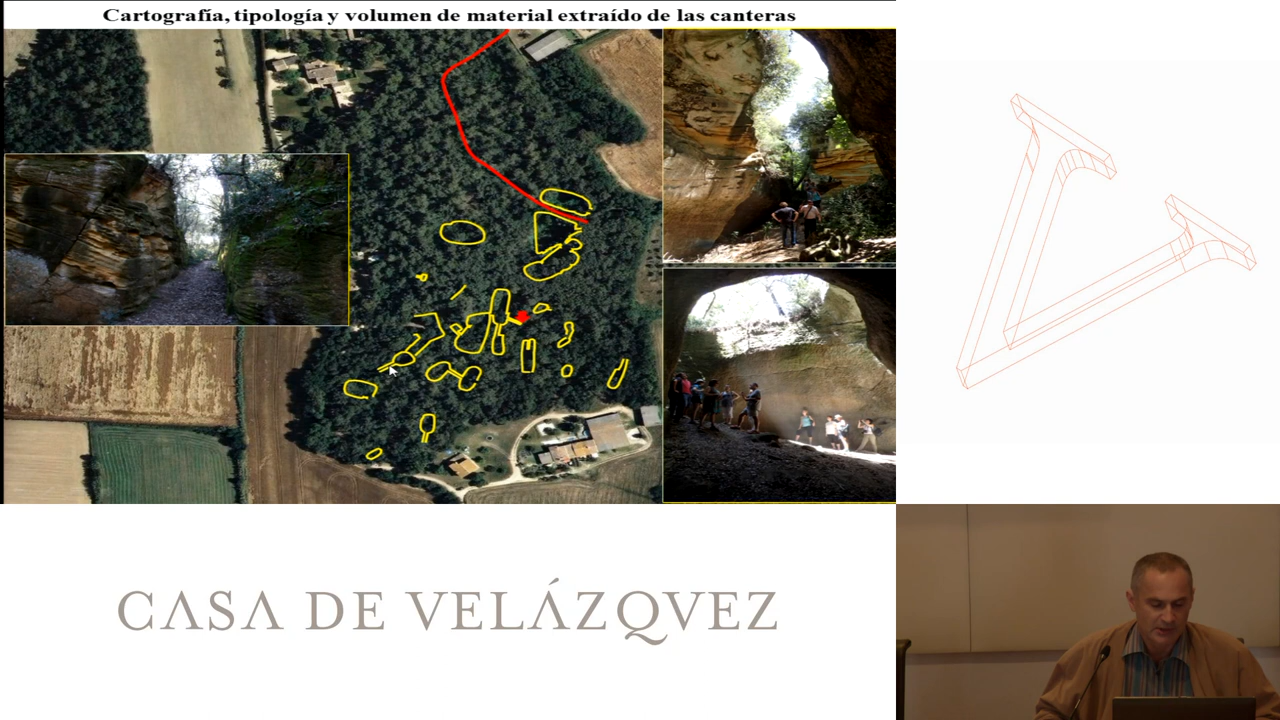 Cartografía, tipología y volumen de material extraído de las canteras
CASA DE VELÁZQVEZ